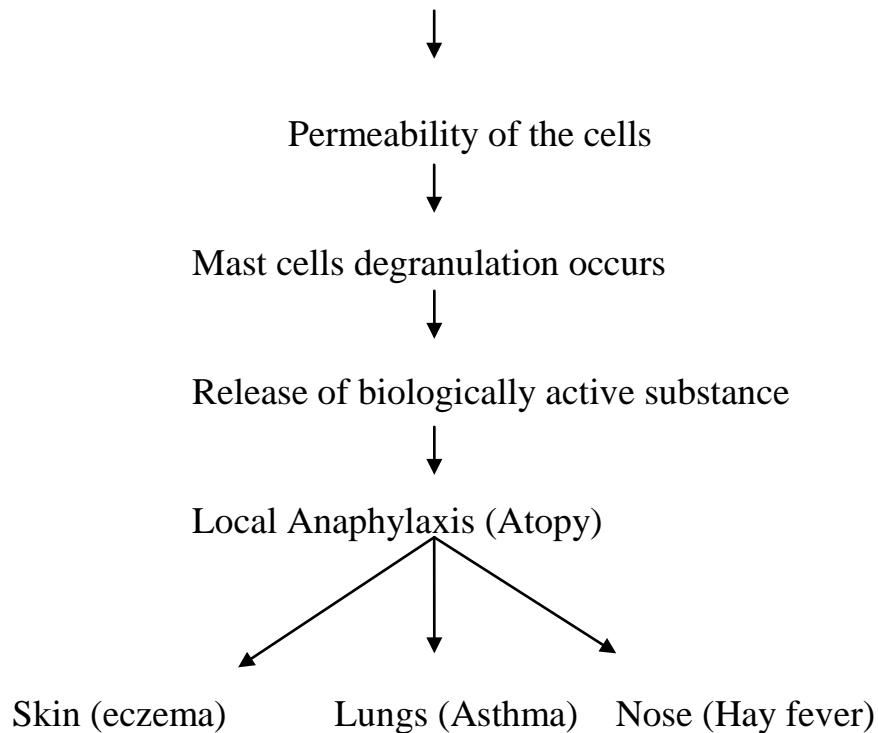 Permeability of the cells
Mast cells degranulation occurs
Release of biologically active substance
Local Anaphylaxis (Atopy)
Skin (eczema) Lungs (Asthma) Nose (Hay fever)